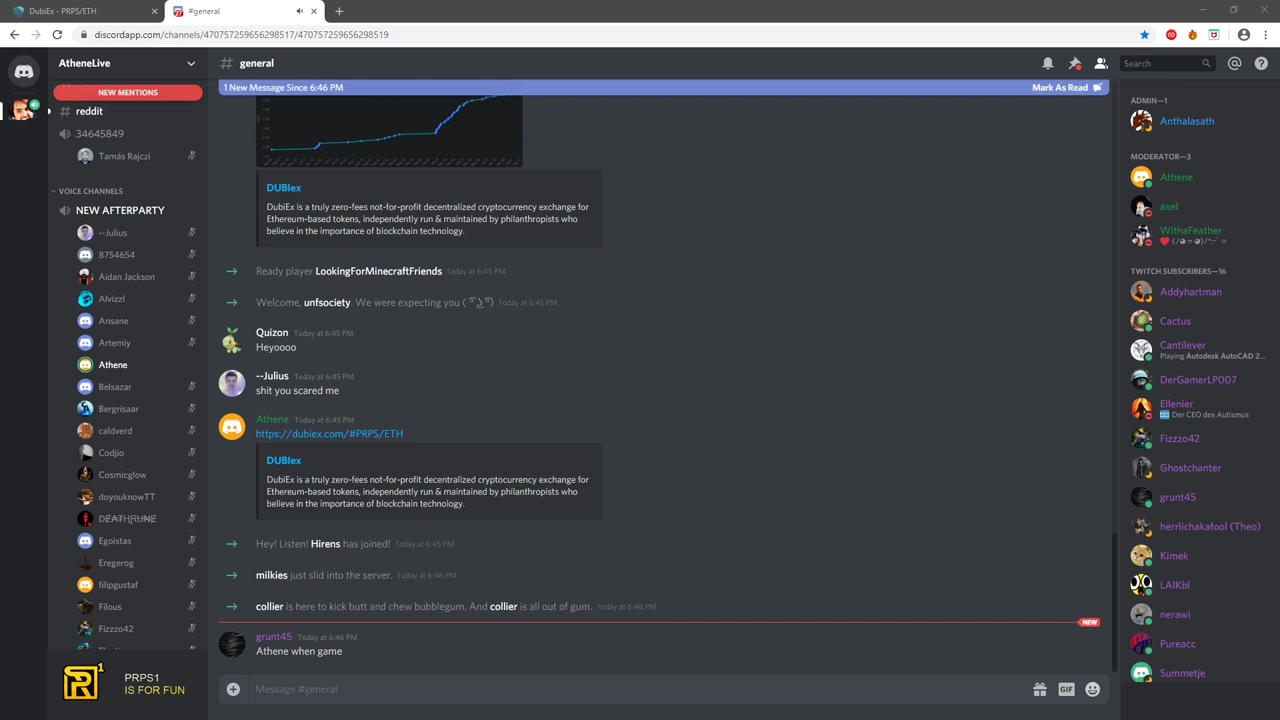 DubiEx - PRPS/ETH
#general
discordapp.com/channels/470757259656298517/470757259656298519
AtheneLive
NEW MENTIONS
reddit
34645849
Tamás Rajczi
VOICE CHANNELS
NEW AFTERPARTY
--Julius
8754654
Aidan Jackson
Alvizzl
Ansane
Artemiy
Athene
Belsazar
Bergrisaar
caldverd
Codjio
Cosmicglow
doyouknowTT
Egoistas
Eregerog
filipgustaf
Filous
Fizzzo42
PRPS1
IS FOR FUN
# general
Search
1 New Message Since 6:46 PM
Mark As Read
DUBIex
DubiEx is a truly zero-fees not-for-profit decentralized cryptocurrency exchange for
Ethereum-based tokens, independently run & maintained by philanthropists who
believe in the importance of blockchain technology.
Ready player LookingForMinecraftFriends Today at 6:45 PM
Welcome, unfsociety. We were expecting you ( ͡° ͜ʖ ͡°) Today at 6:45 PM
Quizon Today at 6:45 PM
Heyoooo
--Julius Today at 6:45 PM
shit you scared me
Athene Today at 6:45 PM
https://dubiex.com/#PRPS/ETH
DUBIex
DubiEx is a truly zero-fees not-for-profit decentralized cryptocurrency exchange for
Ethereum-based tokens, independently run & maintained by philanthropists who
believe in the importance of blockchain technology.
Hey! Listen! Hirens has joined! Today at 6:45 PM
milkies just slid into the server. Today at 6:46 PM
collier is here to kick butt and chew bubblegum. And collier is all out of gum. Today at 6:46 PM
NEW
grunt45 Today at 6:46 PM
Athene when game
Message #general
GIF
ADMIN—1
Anthalasath
MODERATOR—3
Athene
axel
WithaFeather
TWITCH SUBSCRIBERS—16
Addyhartman
Cactus
Cantilever
Playing Autodesk AutoCAD 2...
DerGamerLP007
Ellenier
Der CEO des Autismus
Fizzzo42
Ghostchanter
grunt45
herrlichakafool (Theo)
Kimek
LAIKbl
nerawi
Pureacc
Summetje